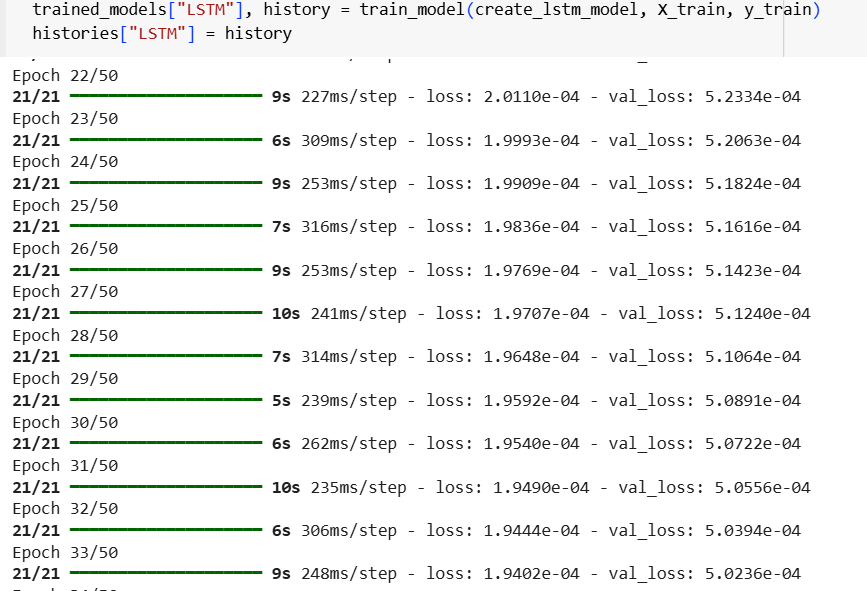 trained_models["LSTM"], history = train_model(create_lstm_model, X_train, y_train)
histories["LSTM"] = history
Epoch 22/50
21/21 9s 227ms/step - loss: 2.0110e-04 - val_loss: 5.2334e-04
Epoch 23/50
21/21 6s 309ms/step - loss: 1.9993e-04 - val_loss: 5.2063e-04
Epoch 24/50
21/21 9s 253ms/step - loss: 1.9909e-04 - val_loss: 5.1824e-04
Epoch 25/50
21/21 7s 316ms/step - loss: 1.9836e-04 - val_loss: 5.1616e-04
Epoch 26/50
21/21 9s 253ms/step - loss: 1.9769e-04 - val_loss: 5.1423e-04
Epoch 27/50
21/21 10s 241ms/step - loss: 1.9707e-04 - val_loss: 5.1240e-04
Epoch 28/50
21/21 7s 314ms/step - loss: 1.9648e-04 - val_loss: 5.1064e-04
Epoch 29/50
21/21 5s 239ms/step - loss: 1.9592e-04 - val_loss: 5.0891e-04
Epoch 30/50
21/21 6s 262ms/step - loss: 1.9540e-04 - val_loss: 5.0722e-04
Epoch 31/50
21/21 10s 235ms/step - loss: 1.9490e-04 - val_loss: 5.0556e-04
Epoch 32/50
21/21 6s 306ms/step - loss: 1.9444e-04 - val_loss: 5.0394e-04
Epoch 33/50
21/21 9s 248ms/step - loss: 1.9402e-04 - val_loss: 5.0236e-04